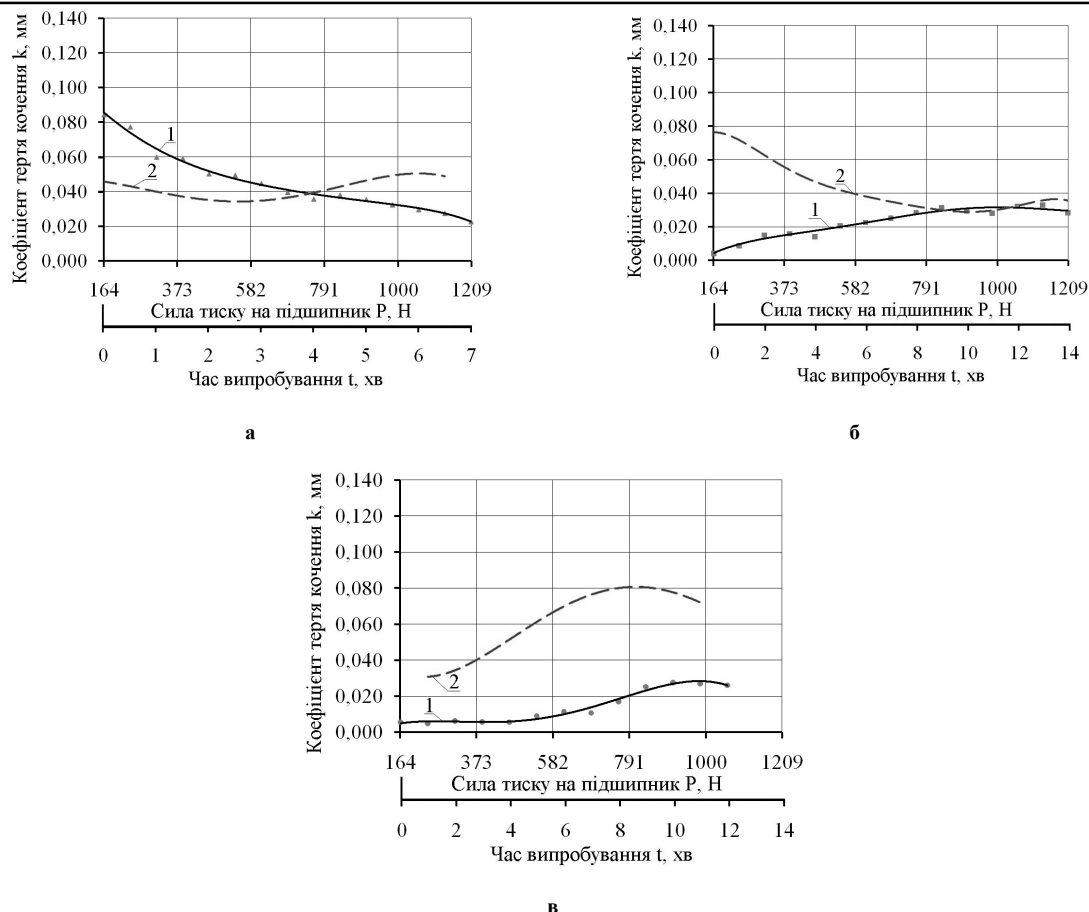 Коефіцієнт тертя кочення k, мм
0,140
0,120
0,100
0,080
0,060
0,040
0,020
0,000
1
2
164 373 582 791 1000 1209
Сила тиску на підшипник P, Н
0 1 2 3 4 5 6 7
Час випробування t, хв
а
Коефіцієнт тертя кочення k, мм
0,140
0,120
0,100
0,080
0,060
0,040
0,020
0,000
2
1
164 373 582 791 1000 1209
Сила тиску на підшипник P, Н
0 2 4 6 8 10 12 14
Час випробування t, хв
б
Коефіцієнт тертя кочення k, мм
0,140
0,120
0,100
0,080
0,060
0,040
0,020
0,000
2
1
164 373 582 791 1000 1209
Сила тиску на підшипник P, Н
0 2 4 6 8 10 12 14
Час випробування t, хв
в